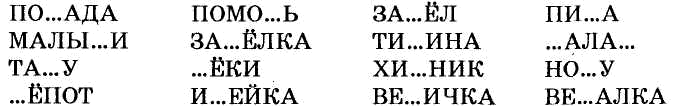 ПО...АДА ПОМО...Ь ЗА...ЁЛ ПИ...А
МАЛЫ...И ЗА...ЁЛКА ТИ...ИНА ...АЛА...
ТА...У ...ЁКИ ХИ...НИК НО...У
...ЁПОТ И...ЕЙКА ВЕ...ИЧКА ВЕ...АЛКА